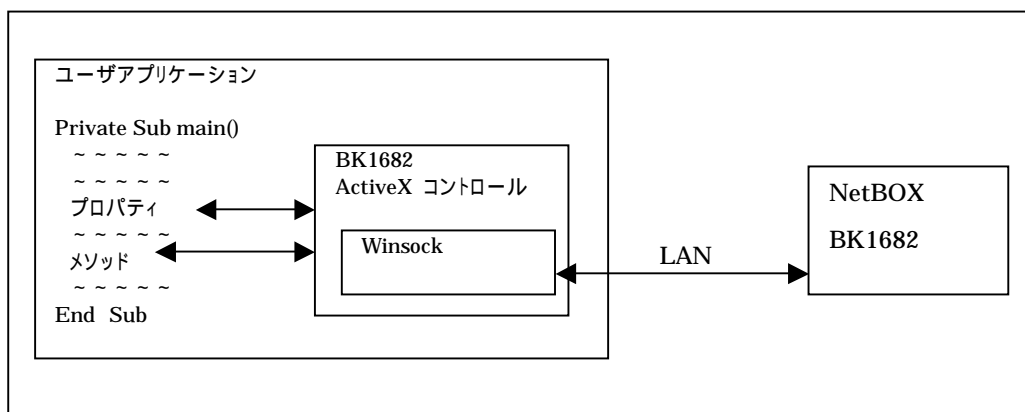 ユーザアプリケーション
Private Sub main()
~ ~ ~ ~ ~
~ ~ ~ ~ ~
プロパティ
~ ~ ~ ~ ~
メソッド
~ ~ ~ ~ ~
End Sub
BK1682
ActiveX コントロール
Winsock
LAN
NetBOX
BK1682